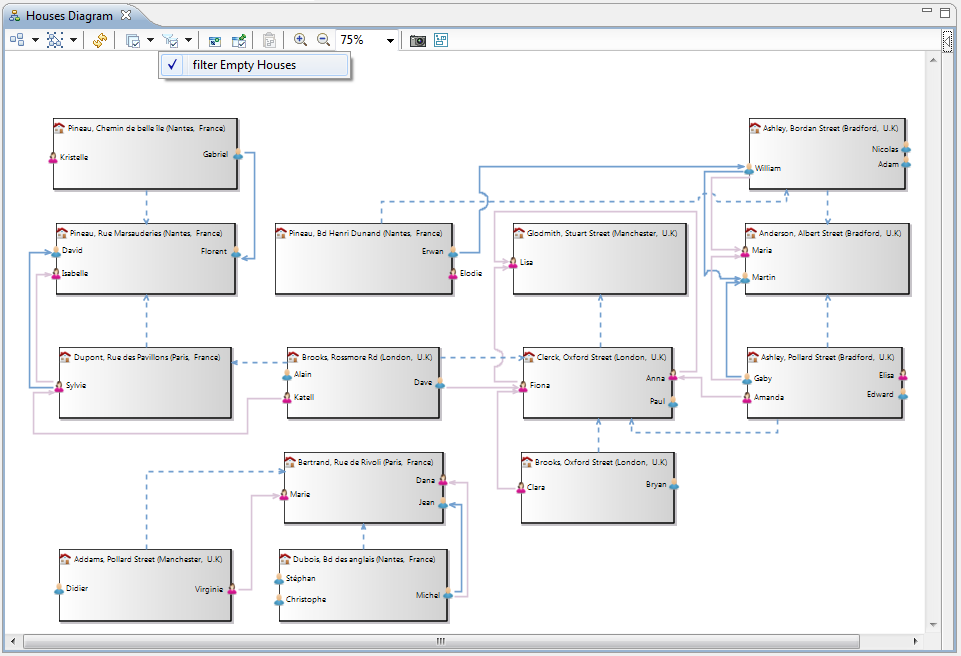 Houses Diagram
75%
filter Empty Houses
Pineau, Chemin de belle île (Nantes, France)
Kristelle
Gabriel
Ashley, Bordan Street (Bradford, U.K)
Nicolas
Adam
William
Pineau, Rue Marsauderies (Nantes, France)
David
Florent
Isabelle
Pineau, Bd Henri Dunand (Nantes, France)
Erwan
Elodie
Glodmith, Stuart Street (Manchester, U.K)
Lisa
Anderson, Albert Street (Bradford, U.K)
Maria
Martin
Dupont, Rue des Pavillons (Paris, France)
Sylvie
Brooks, Rossmore Rd (London, U.K)
Alain
Dave
Katell
Clerck, Oxford Street (London, U.K)
Anna
Fiona
Paul
Ashley, Pollard Street (Bradford, U.K)
Elisa
Gaby
Edward
Amanda
Bertrand, Rue de Rivoli (Paris, France)
Dana
Marie
Jean
Brooks, Oxford Street (London, U.K)
Clara
Bryan
Addams, Pollard Street (Manchester, U.K)
Didier
Virginie
Dubois, Bd des anglais (Nantes, France)
Stéphan
Christophe
Michel